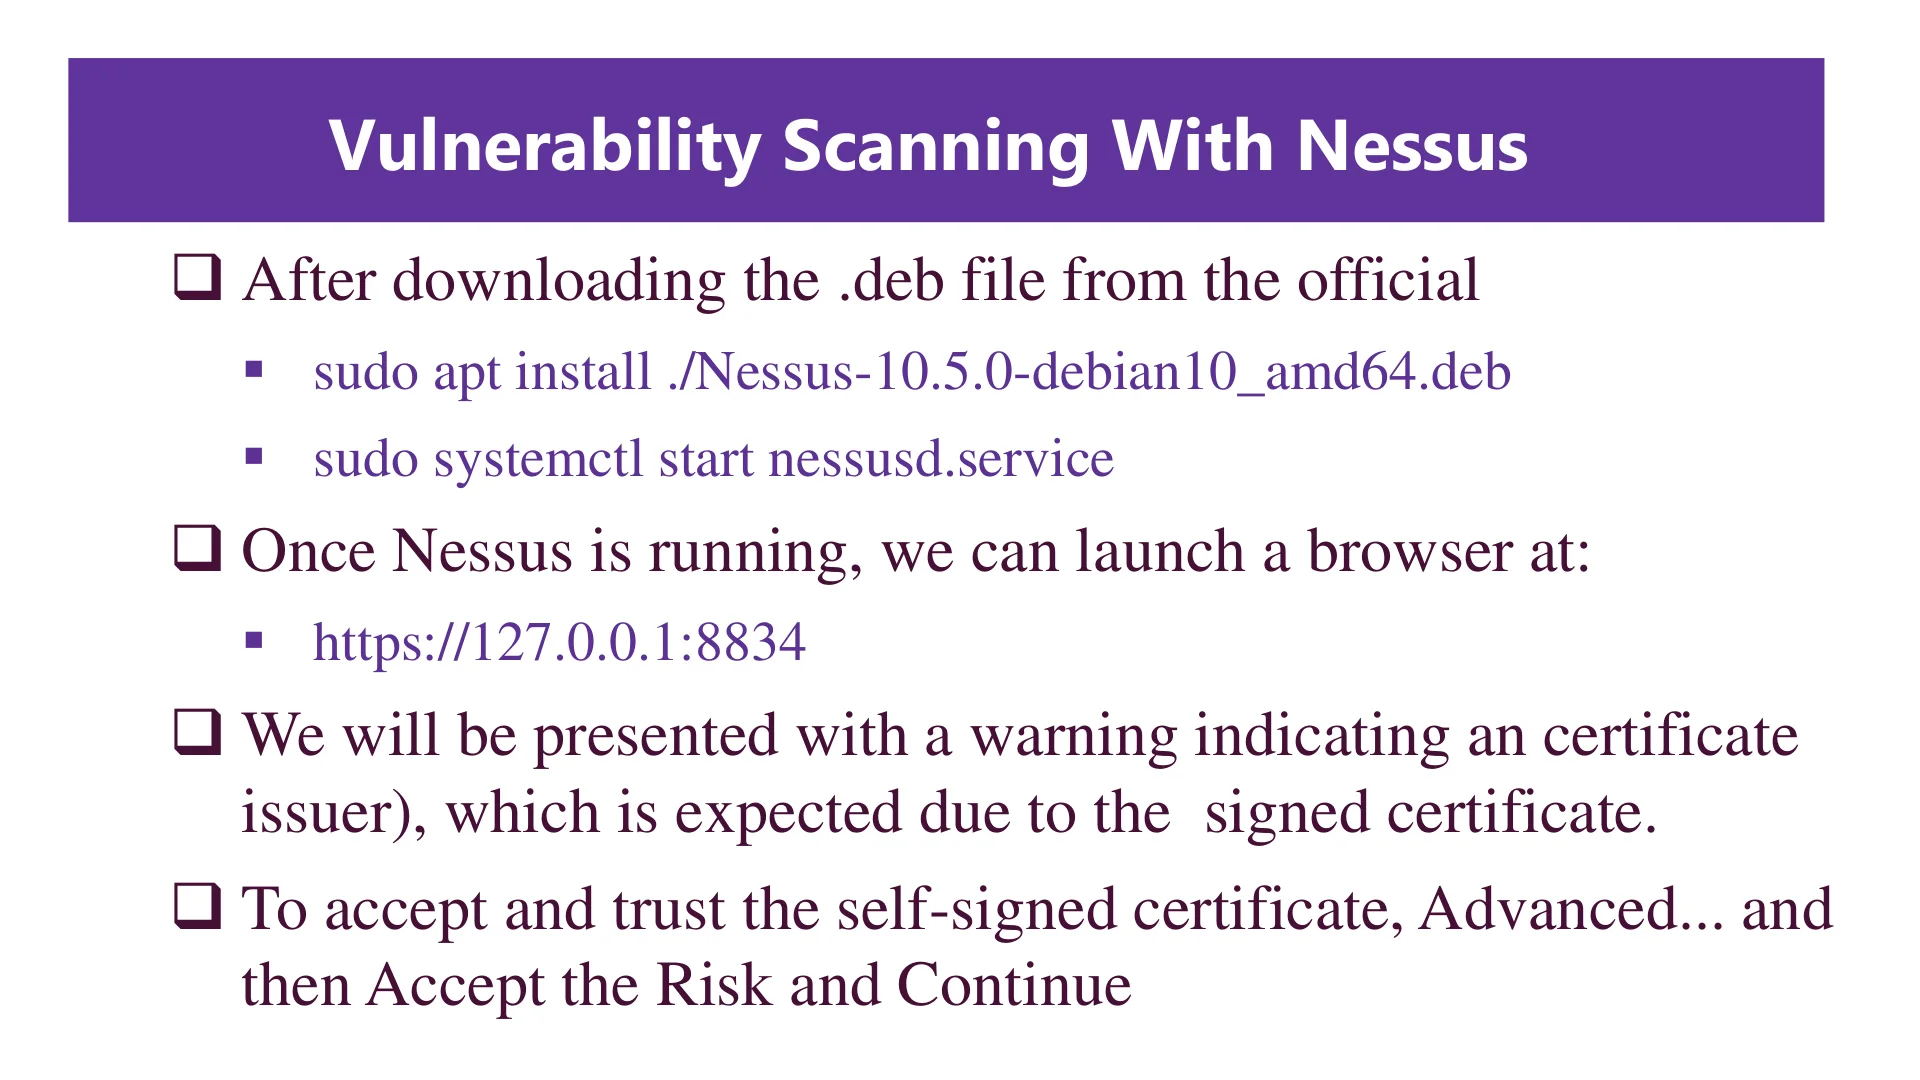 Vulnerability Scanning With Nessus
After downloading the .deb file from the official
sudo apt install ./Nessus-10.5.0-debian10_amd64.deb
sudo systemctl start nessusd.service
Once Nessus is running, we can launch a browser at:
https://127.0.0.1:8834
We will be presented with a warning indicating an certificate
issuer), which is expected due to the  signed certificate.
To accept and trust the self-signed certificate, Advanced... and
then Accept the Risk and Continue